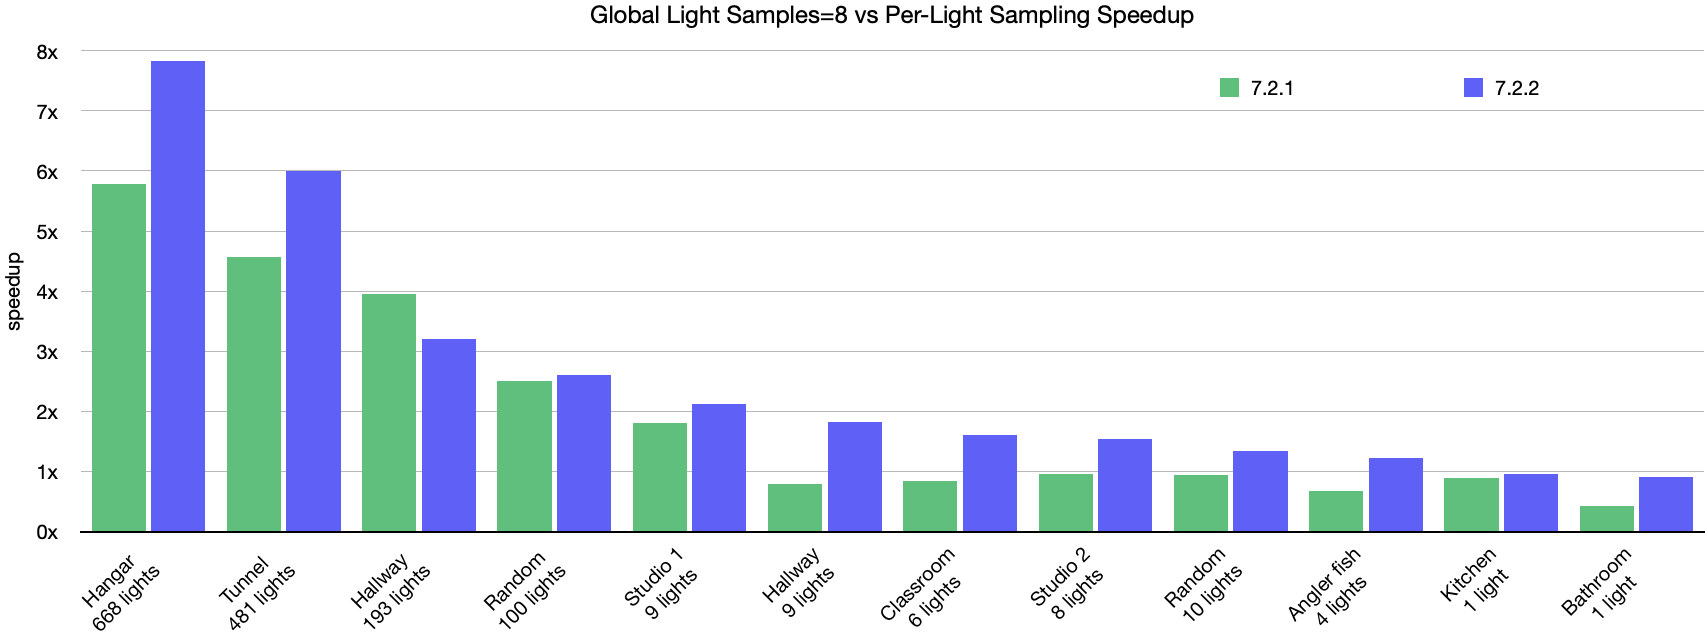 Global Light Samples=8 vs Per-Light Sampling Speedup
8x
7x
6x
5x
4x
3x
2x
1x
0x
speedup
7.2.1
7.2.2
Hangar
668 lights
Tunnel
481 lights
Hallway
193 lights
Random
100 lights
Studio 1
9 lights
Hallway
9 lights
Classroom
6 lights
Studio 2
8 lights
Random
10 lights
Angler fish
4 lights
Kitchen
1 light
Bathroom
1 light